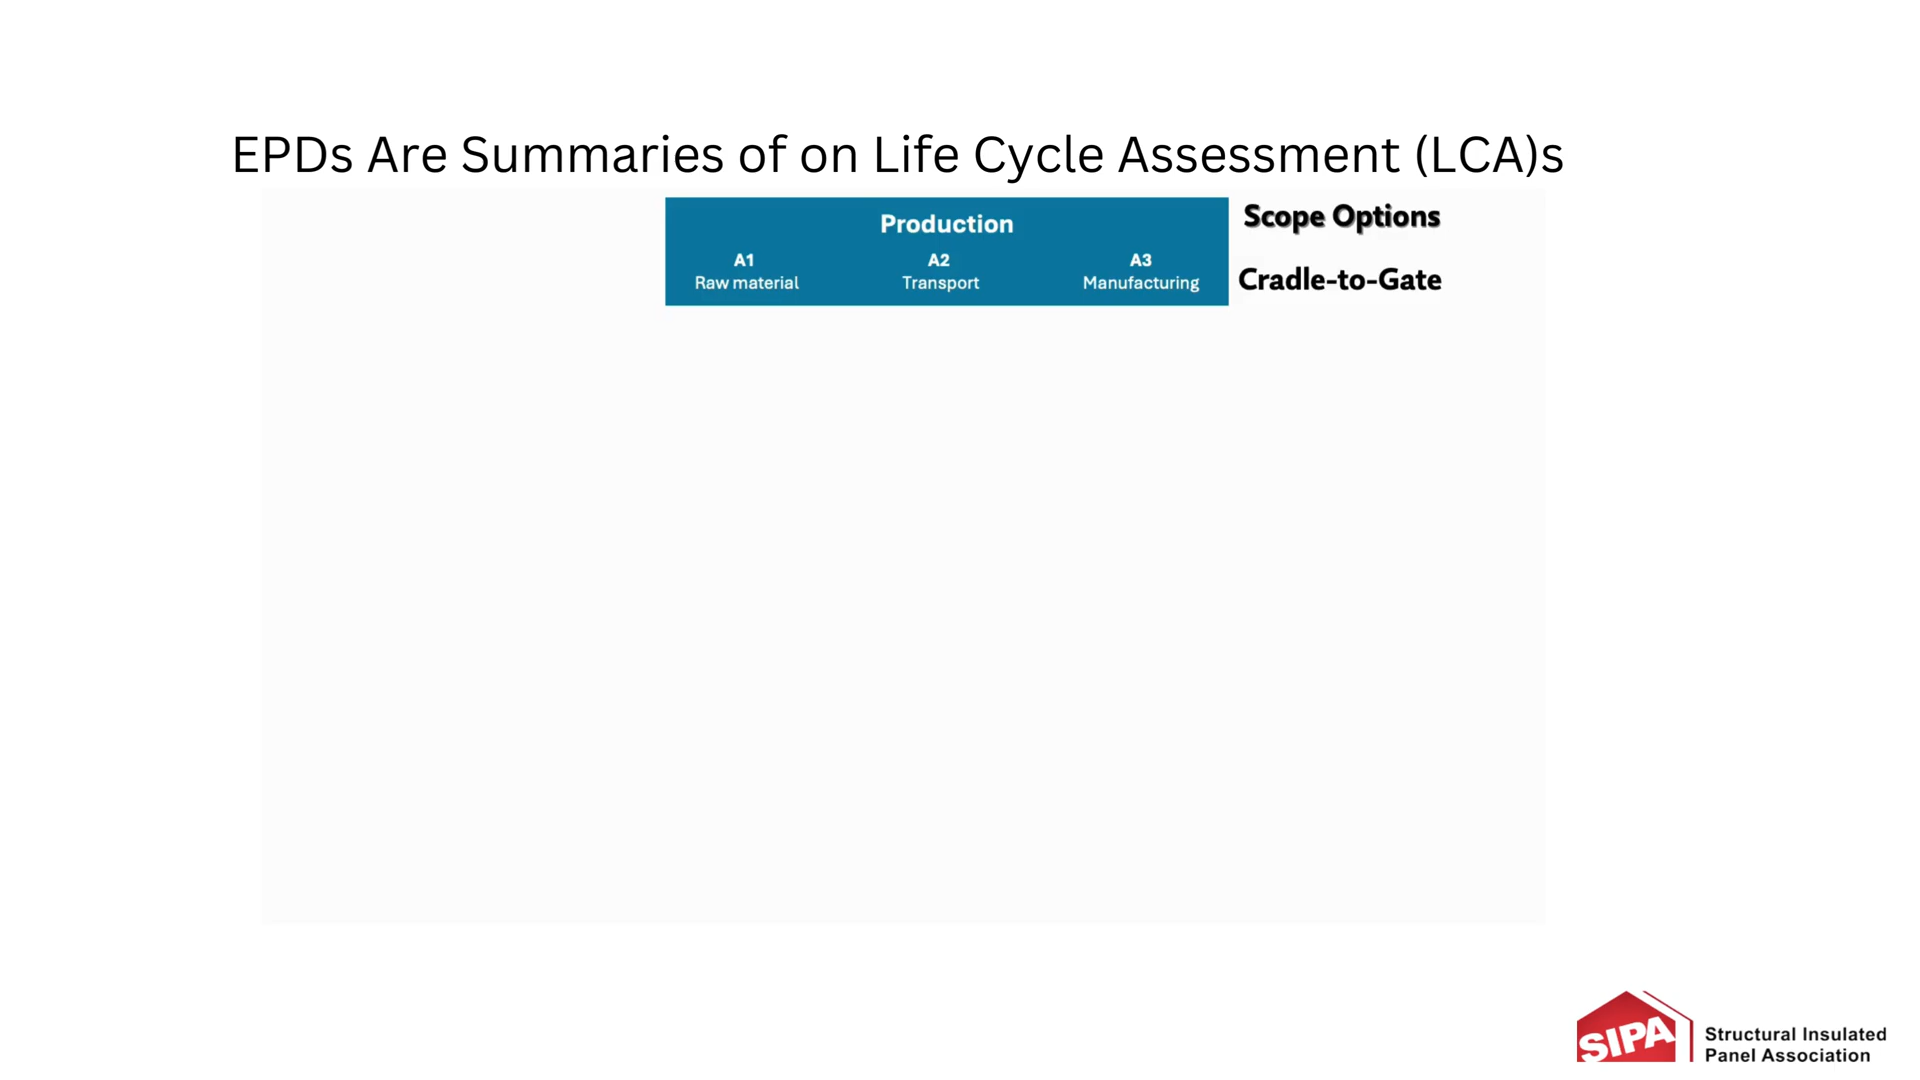 EPDs Are Summaries of on Life Cycle Assessment (LCA)s
Production
Scope Options
A1
A2
A3
Raw material
Transport
Manufacturing
Cradle-to-Gate
SIPA
Structural Insulated
Panel Association